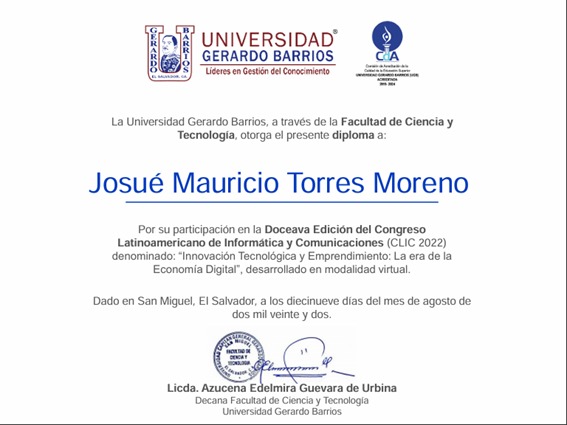 GERARDO BARRIOS
EL SALVADOR, C.A.
UNIVERSIDAD
GERARDO BARRIOS
Líderes en Gestión del Conocimiento
CdA
Comisión de Acreditación de la
Calidad de la Educación Superior
UNIVERSIDAD GERARDO BARRIOS (UGB)
ACREDITADA
La Universidad Gerardo Barrios, a través de la Facultad de Ciencia y
Tecnología, otorga el presente diploma a:
Josué Mauricio Torres Moreno
Por su participación en la Doceava Edición del Congreso
Latinoamericano de Informática y Comunicaciones (CLIC 2022)
denominado: “Innovación Tecnológica y Emprendimiento: La era de la
Economía Digital”, desarrollado en modalidad virtual.
Dado en San Miguel, El Salvador, a los diecinueve días del mes de agosto de
dos mil veinte y dos.
FACULTAD DE
CIENCIA Y
TECNOLOGÍA
Licda. Azucena Edelmira Guevara de Urbina
Decana Facultad de Ciencia y Tecnología
Universidad Gerardo Barrios